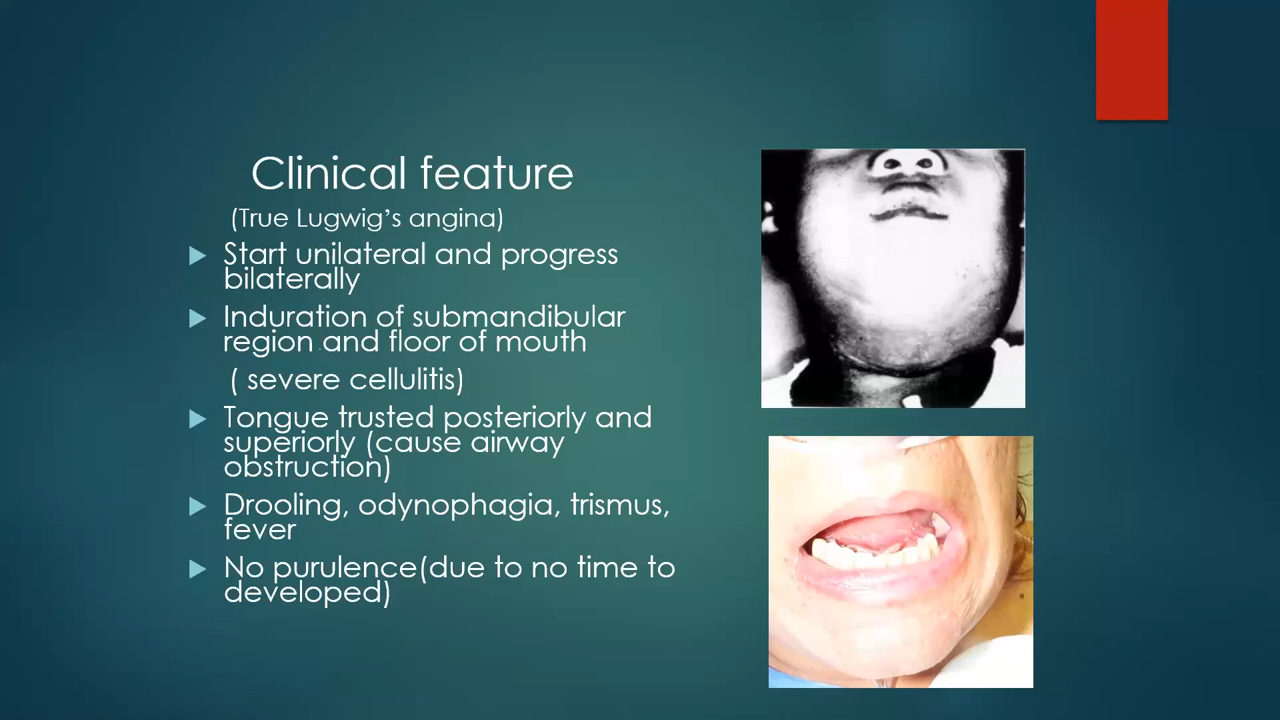 Clinical feature
(True Lugwig’s angina)
Start unilateral and progress
bilaterally
Induration of submandibular
region and floor of mouth
( severe cellulitis)
Tongue trusted posteriorly and
superiorly (cause airway
obstruction)
Drooling, odynophagia, trismus,
fever
No purulence(due to no time to
developed)